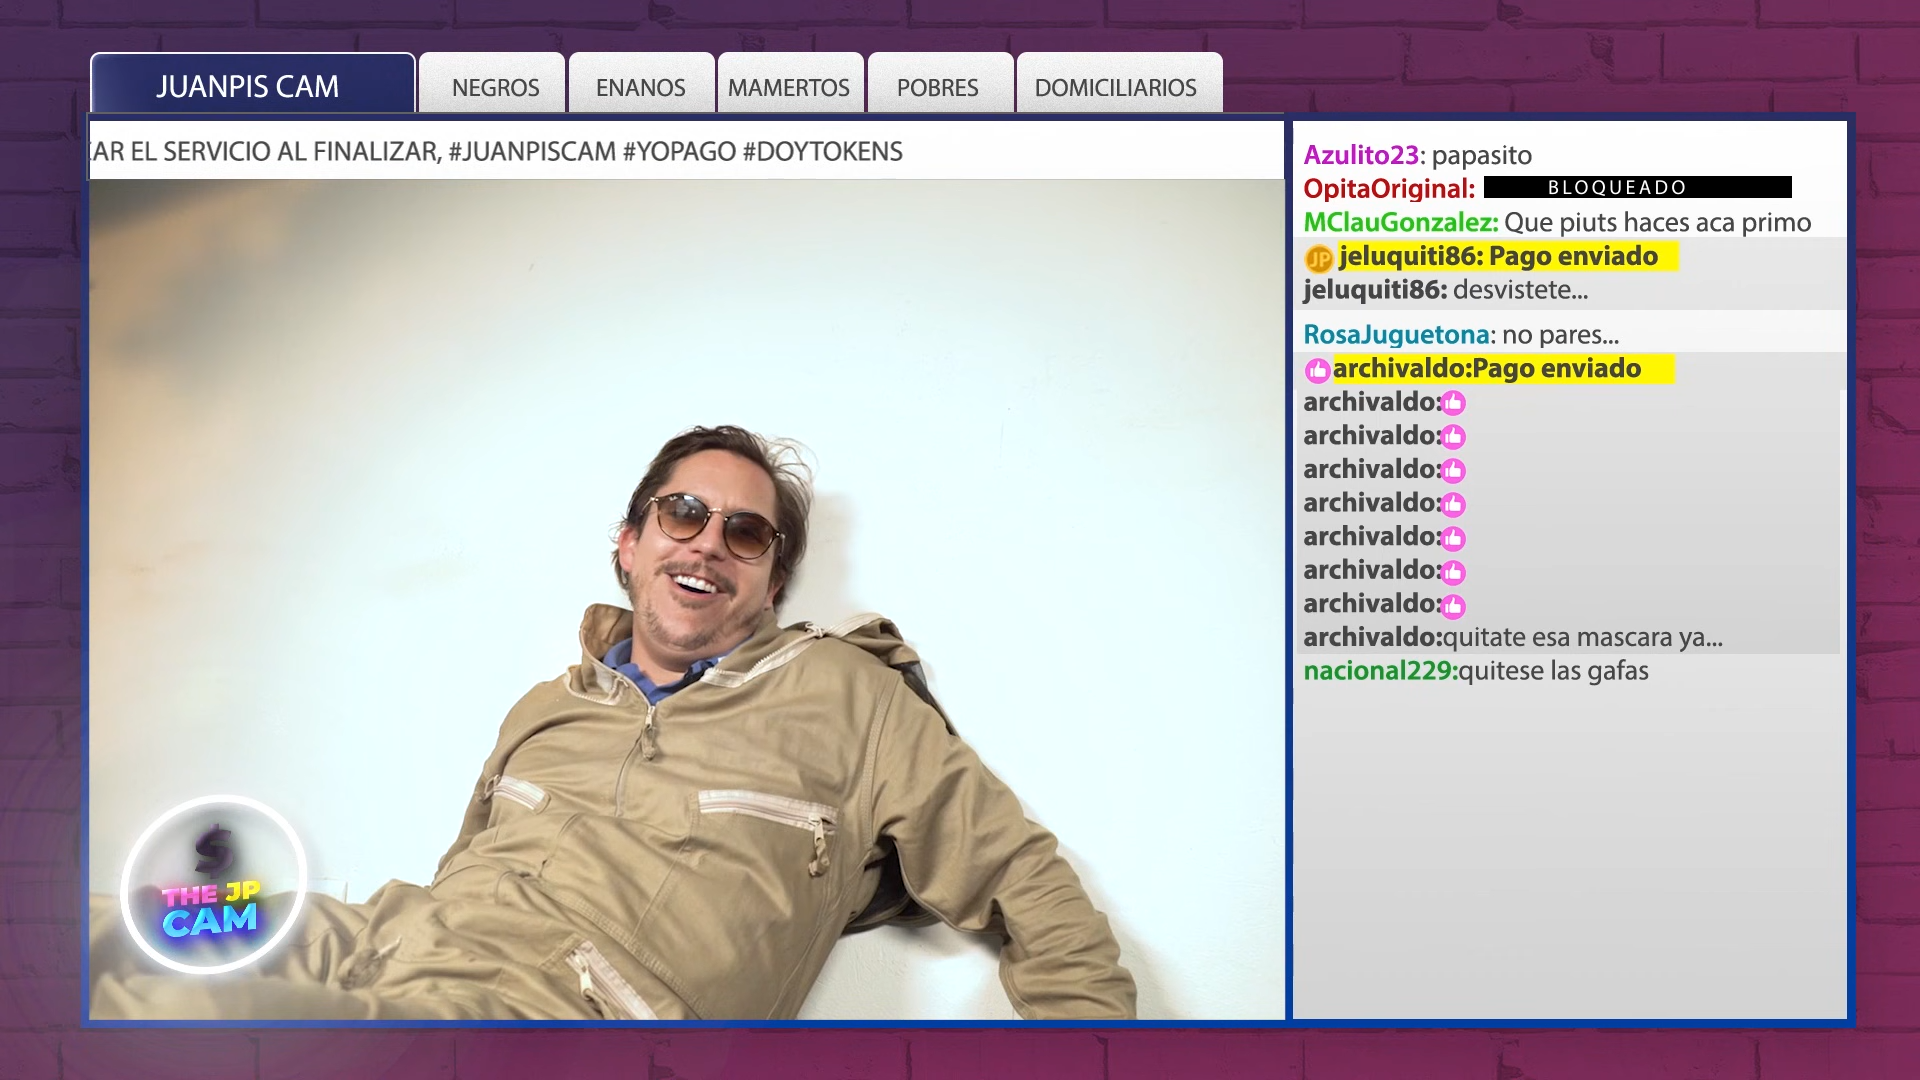 JUANPIS CAM
NEGROS
ENANOS
MAMERTOS
POBRES
DOMICILIARIOS
AR EL SERVICIO AL FINALIZAR, #JUANPISCAM #YOPAGO #DOYTOKENS
Azulito23: papasito
OpitaOriginal: BLOQUEADO
MClauGonzalez: Que piuts haces aca primo
JP jeluquiti86: Pago enviado
jeluquiti86: desvistete...
RosaJuguetona: no pares...
archivaldo:Pago enviado
archivaldo:
archivaldo:
archivaldo:
archivaldo:
archivaldo:
archivaldo:
archivaldo:
archivaldo:quitate esa mascara ya...
nacional229:quitese las gafas
$
THE JP
CAM